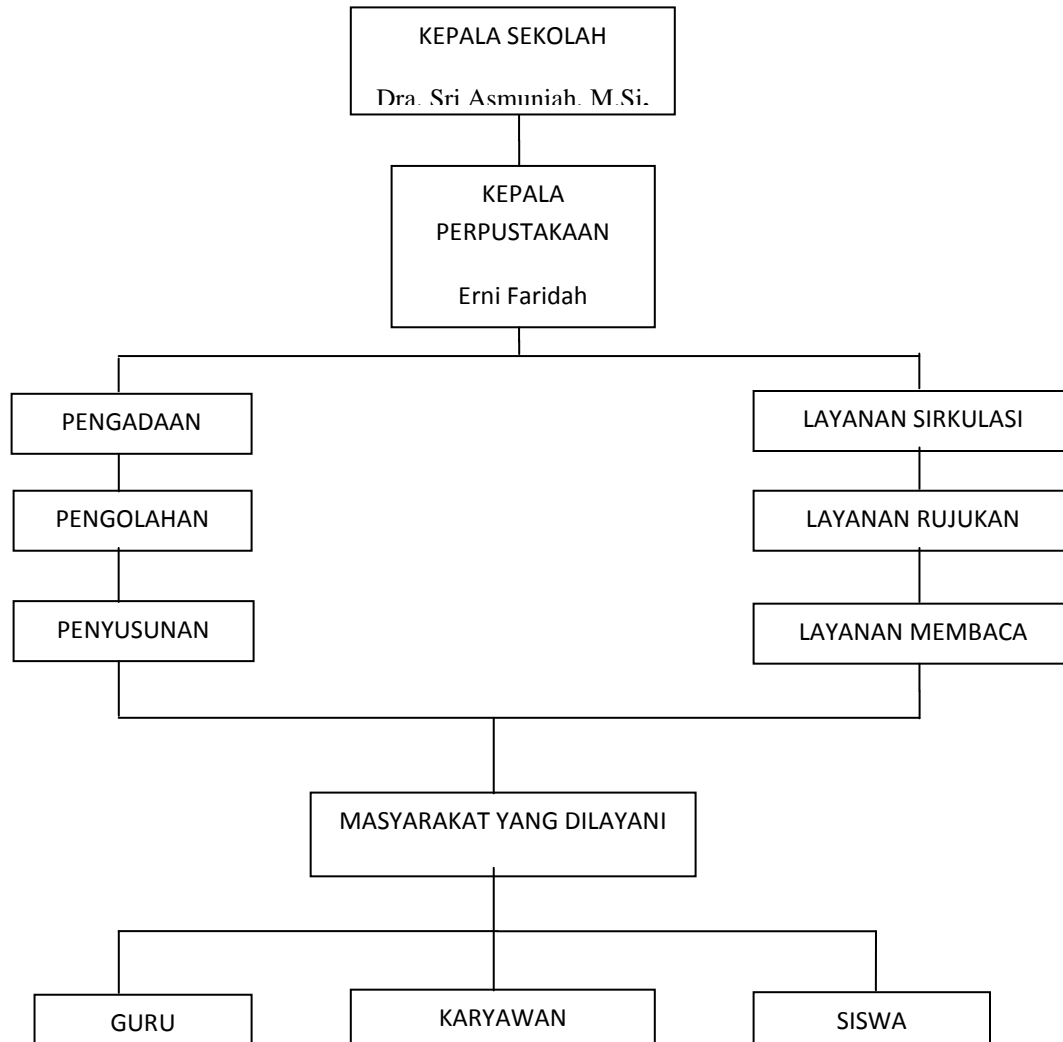 KEPALA SEKOLAH
Dra. Sri Asmuniah. M.Si.
KEPALA
PERPUSTAKAAN
Erni Faridah
PENGADAAN
LAYANAN SIRKULASI
PENGOLAHAN
LAYANAN RUJUKAN
PENYUSUNAN
LAYANAN MEMBACA
MASYARAKAT YANG DILAYANI
GURU
KARYAWAN
SISWA